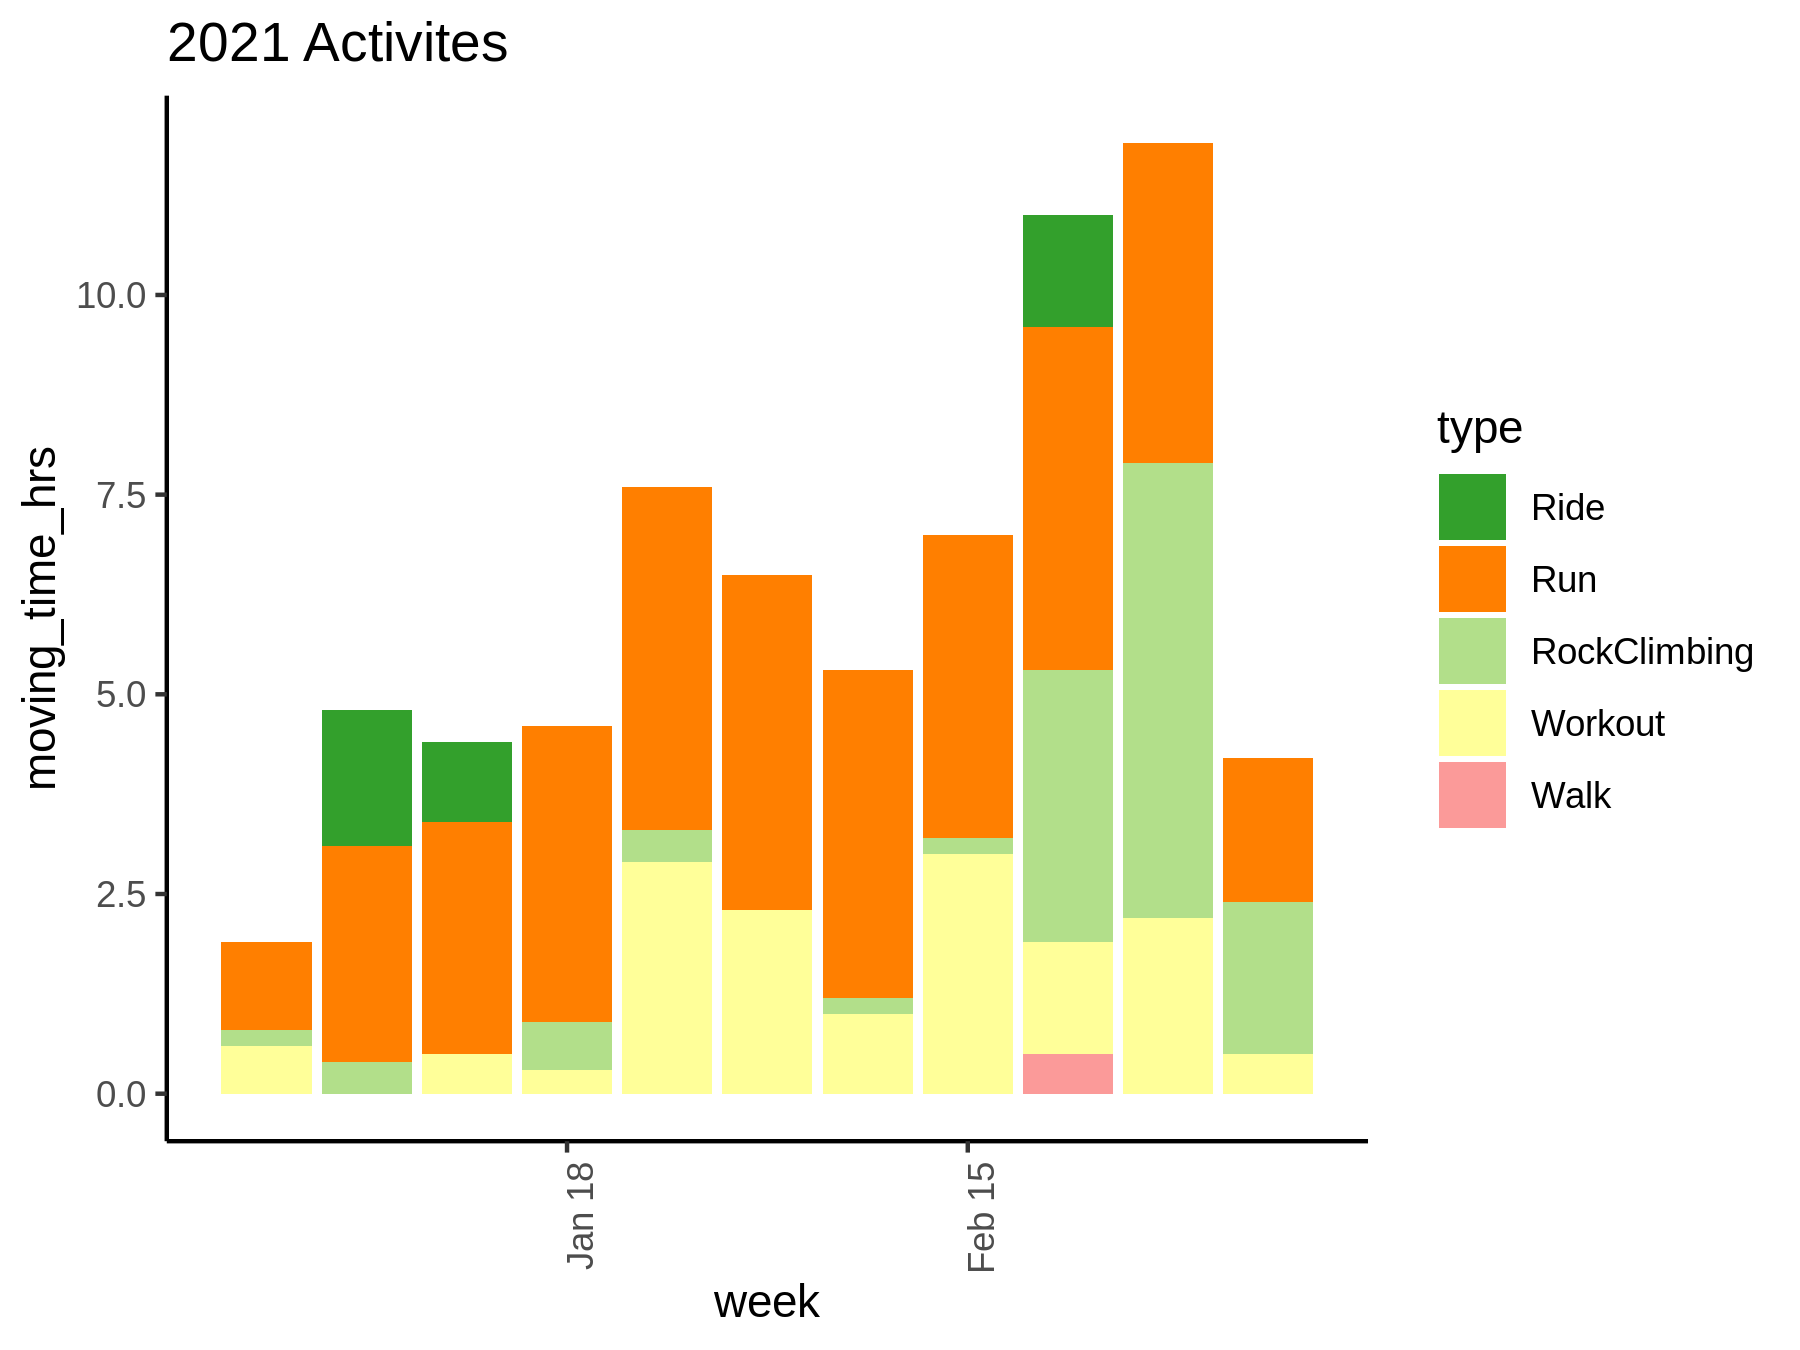 2021 Activites
moving_time_hrs
10.0
7.5
5.0
2.5
0.0
Jan 18
Feb 15
week
type
Ride
Run
RockClimbing
Workout
Walk